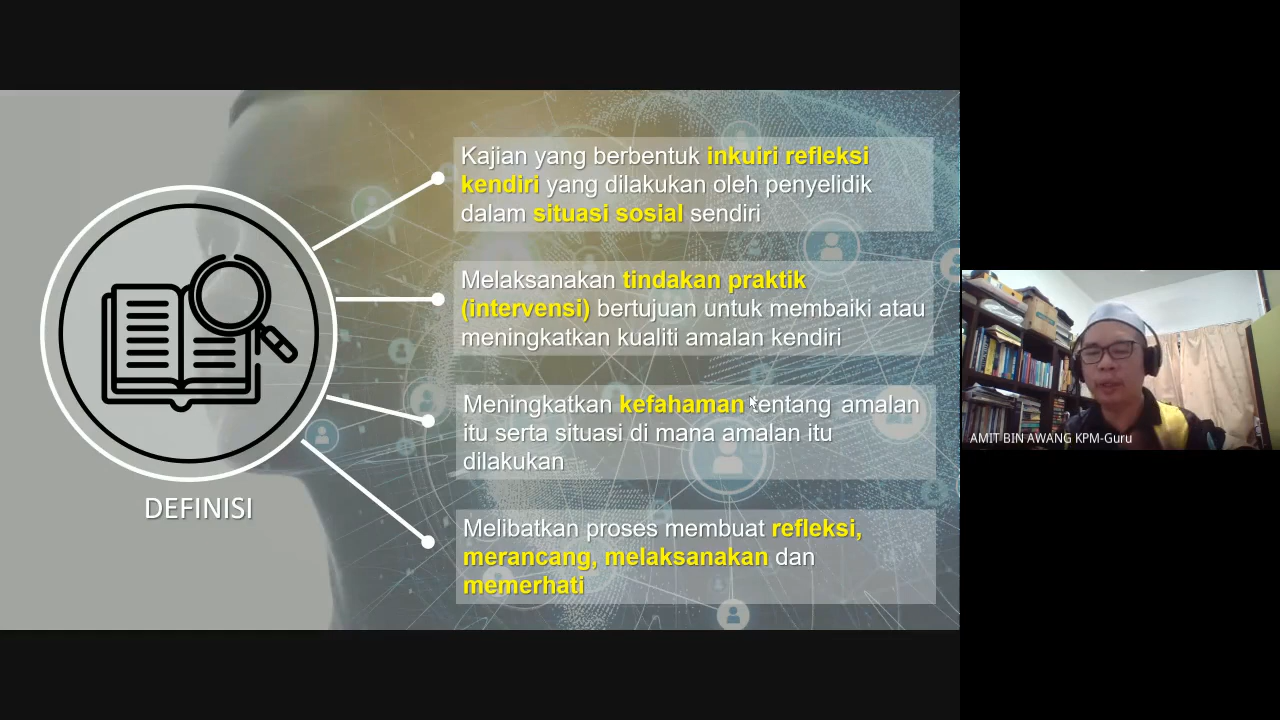 Kajian yang berbentuk inkuiri refleksi
kendiri yang dilakukan oleh penyelidik
dalam situasi sosial sendiri
Melaksanakan tindakan praktik
(intervensi) bertujuan untuk membaiki atau
meningkatkan kualiti amalan kendiri
Meningkatkan kefahaman tentang amalan
itu serta situasi di mana amalan itu
dilakukan
Melibatkan proses membuat refleksi,
merancang, melaksanakan dan
memerhati
DEFINISI
AMIT BIN AWANG KPM-Guru